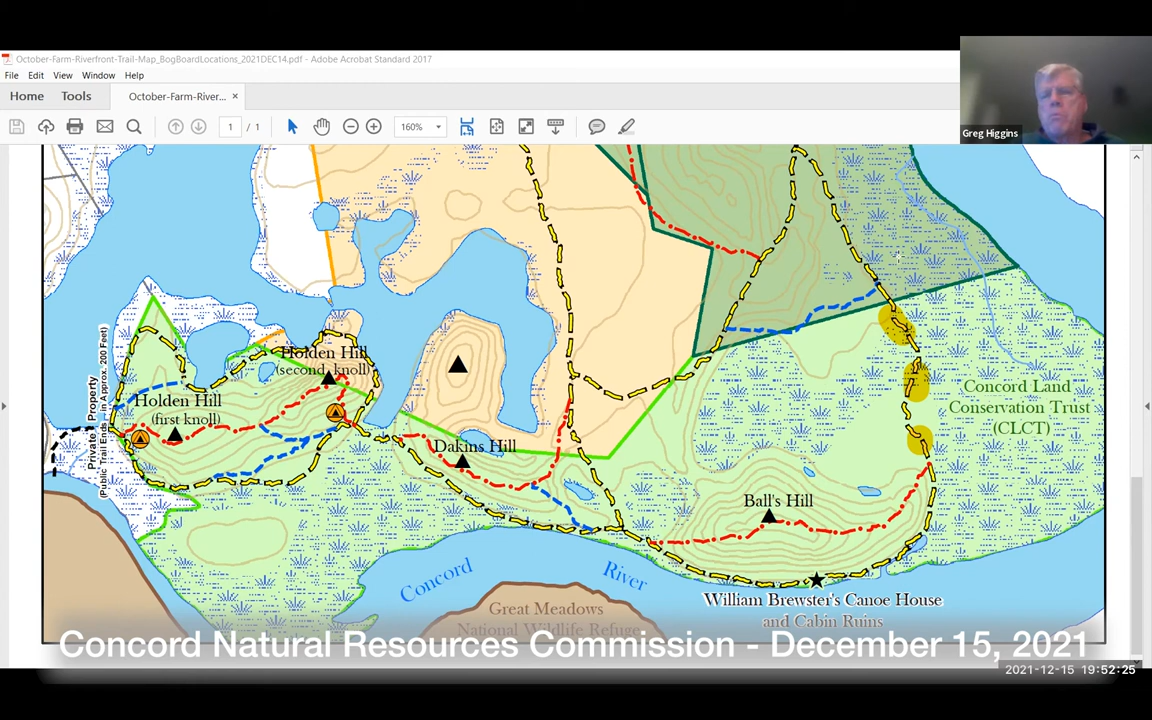 October-Farm-Riverfront-Trail-Map_BogBoardLocations_2021DEC14.pdf - Adobe Acrobat Standard 2017
File Edit View Window Help
Home Tools October-Farm-River... ×
1 / 1 160%
Greg Higgins
Holden Hill
(second knoll)
Holden Hill
(first knoll)
Private Property
(Public Trail Ends in Approx. 200 Feet)
Dakins Hill
Ball's Hill
Concord Land
Conservation Trust
(CLCT)
Concord River
William Brewster's Canoe House
and Cabin Ruins
Great Meadows
National Wildlife Refuge
Concord Natural Resources Commission - December 15, 2021
2021-12-15 19:52:25